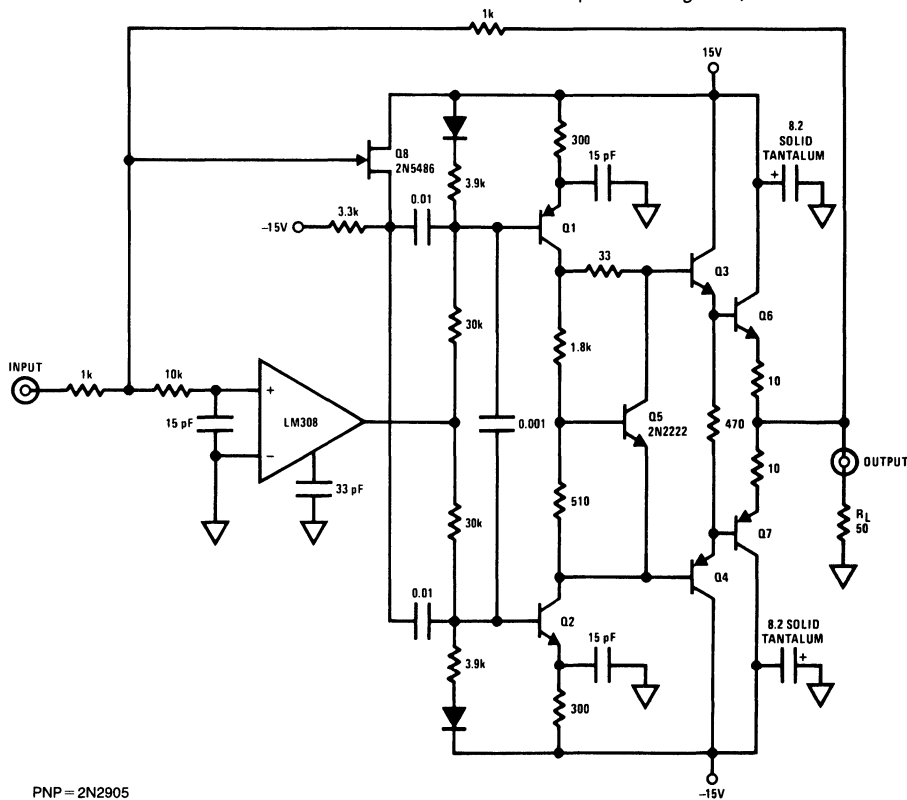 1k
15V
8.2
SOLID
TANTALUM
300
15 pF
Q8
2N5486
3.9k
0.01
3.3k
−15V
Q1
33
Q3
Q6
30k
1.8k
10
INPUT
1k
10k
+
LM308
−
15 pF
33 pF
0.001
Q5
2N2222
470
OUTPUT
510
10
RL
50
30k
Q7
Q4
0.01
Q2
15 pF
8.2 SOLID
TANTALUM
3.9k
300
+
+
−15V
PNP = 2N2905